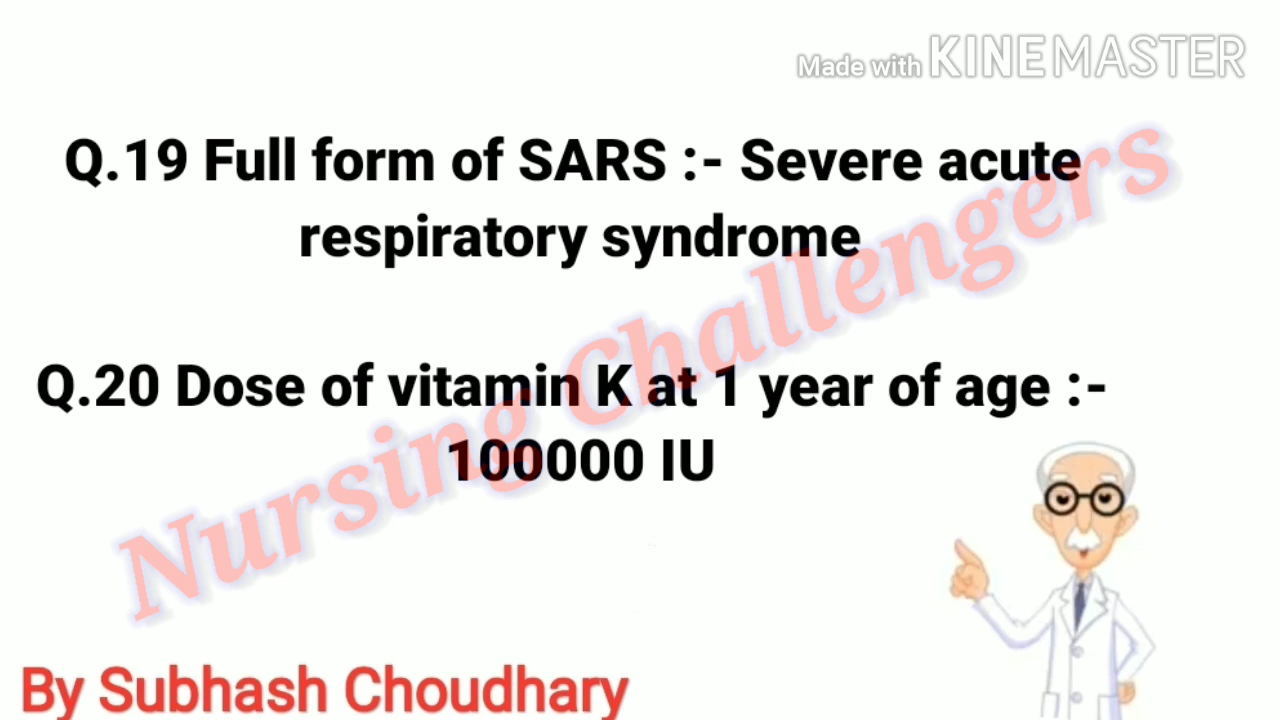 Made with KINEMASTER
Q.19 Full form of SARS :- Severe acute
respiratory syndrome
Q.20 Dose of vitamin K at 1 year of age :-
100000 IU
Nursing Challengers
By Subhash Choudhary